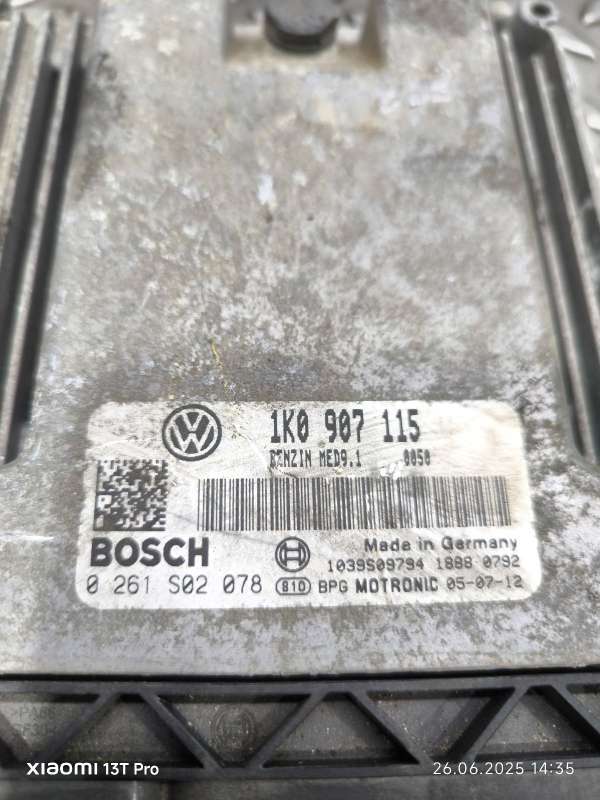 1K0 907 115
BENZIN MED9.1 0050
BOSCH
Made in Germany
1039S09794 1888 0792
0 261 S02 078
810 BPG MOTRONIC 05-07-12
XIAOMI 13T Pro
26.06.2025 14:35